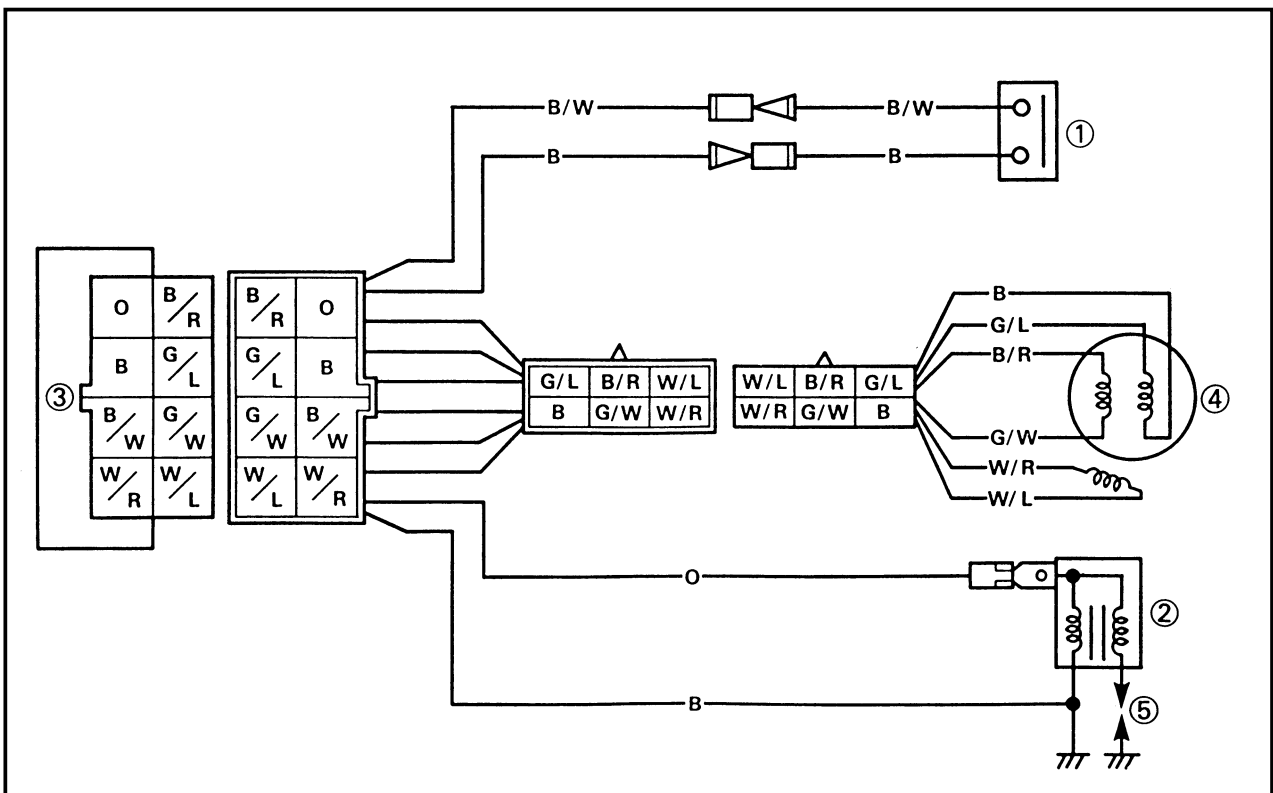 B/W B/W
①
B B
O B/R B/R O
B G/L G/L B
③
B/W G/W G/W B/W
W/R W/L W/L W/R
G/L B/R W/L
B G/W W/R
W/L B/R G/L
W/R G/W B
B
G/L
B/R
④
G/W
W/R
W/L
O
②
B
⑤